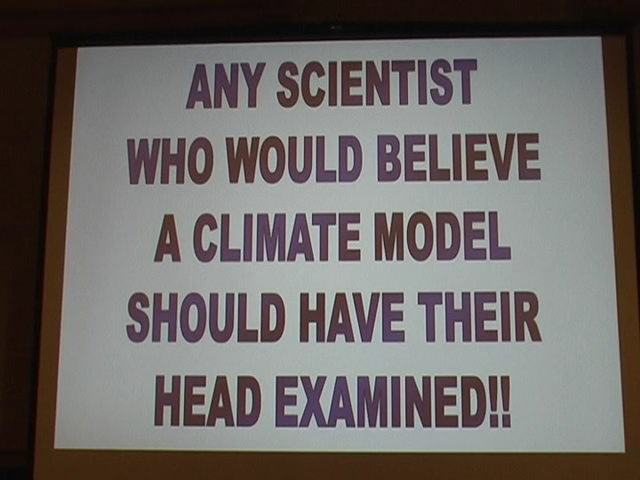 ANY SCIENTIST
WHO WOULD BELIEVE
A CLIMATE MODEL
SHOULD HAVE THEIR
HEAD EXAMINED!!